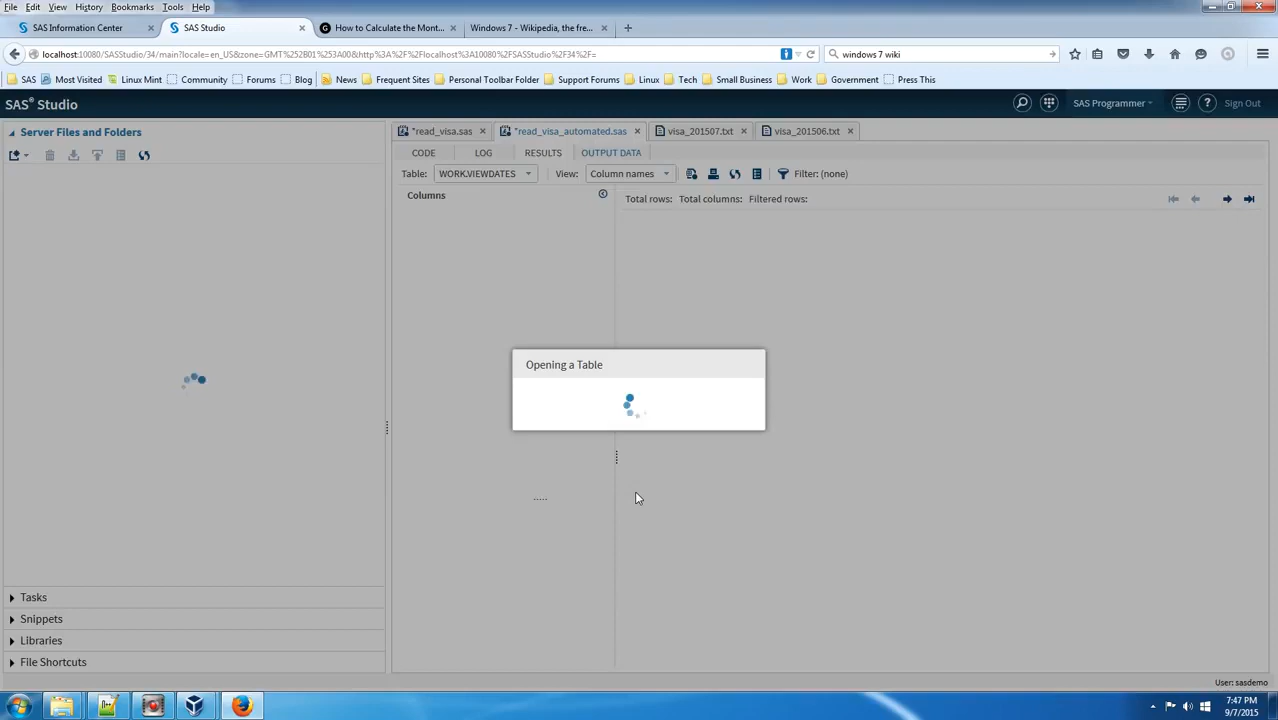 File Edit View History Bookmarks Tools Help
SAS Information Center
SAS Studio
How to Calculate the Mont...
Windows 7 - Wikipedia, the fre...
localhost:10080/SASStudio/34/main?locale=en_US&zone=GMT%252B01%253A00&http%3A%2F%2Flocalhost%3A10080%2FSASStudio%2F34%2F=
windows 7 wiki
SAS Most Visited Linux Mint Community Forums Blog News Frequent Sites Personal Toolbar Folder Support Forums Linux Tech Small Business Work Government Press This
SAS® Studio
SAS Programmer
Sign Out
Server Files and Folders
*read_visa.sas
*read_visa_automated.sas
visa_201507.txt
visa_201506.txt
CODE LOG RESULTS OUTPUT DATA
Table: WORK.VIEWDATES View: Column names Filter: (none)
Columns
Total rows: Total columns: Filtered rows:
Opening a Table
Tasks
Snippets
Libraries
File Shortcuts
User: sasdemo
7:47 PM
9/7/2015